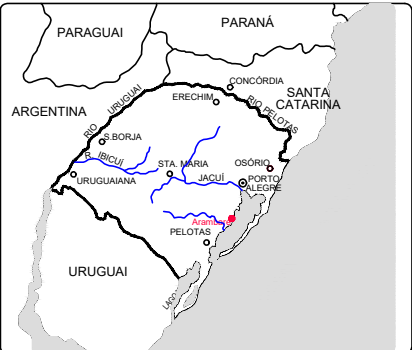 PARANÁ
PARAGUAI
CONCÓRDIA
SANTA
CATARINA
ERECHIM
RIO URUGUAI
RIO PELOTAS
ARGENTINA
S.BORJA
R. IBICUÍ
STA. MARIA
OSÓRIO
URUGUAIANA
JACUÍ
PORTO
ALEGRE
Arambaré
PELOTAS
URUGUAI